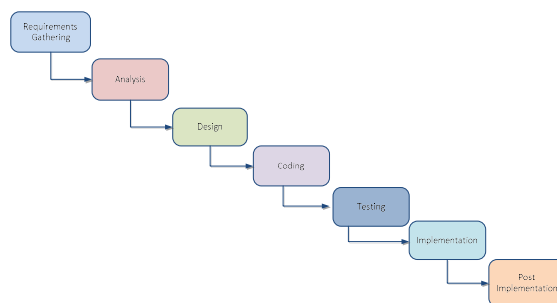 Requirements
Gathering
Analysis
Design
Coding
Testing
Implementation
Post
Implementation